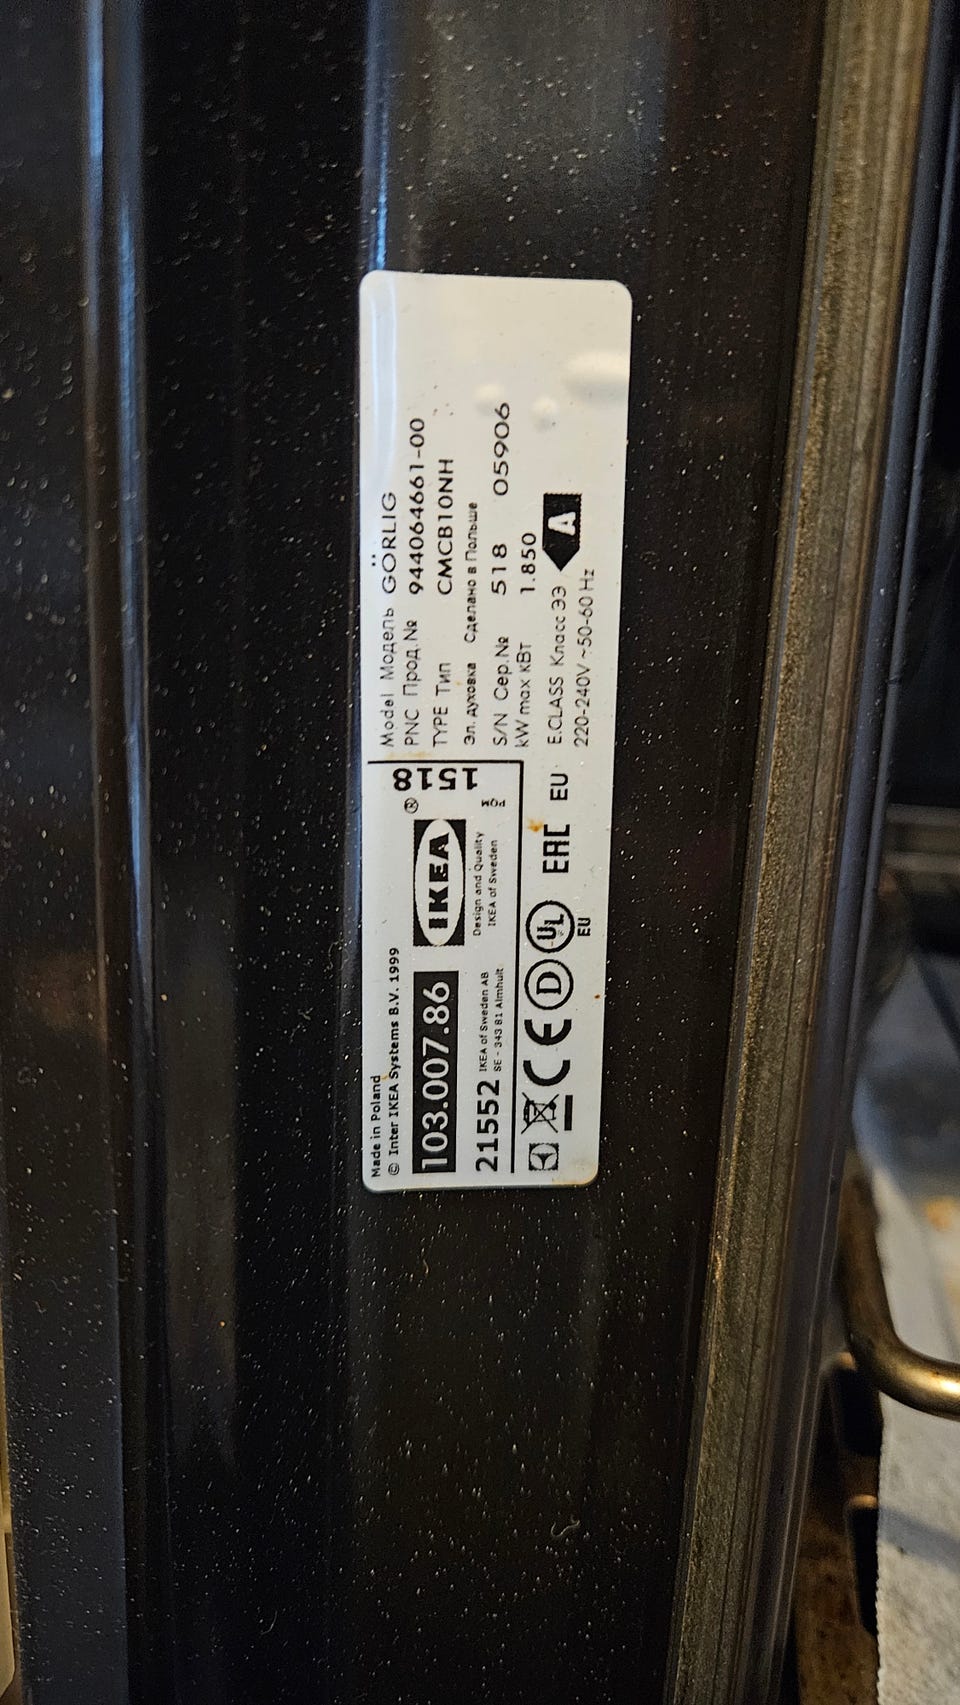 Made in Poland
© Inter IKEA Systems B.V. 1999
103.007.86
IKEA®
1518
21552
IKEA of Sweden AB
SE - 343 81 Älmhult
Design and Quality
IKEA of Sweden
D UL EAC EU
EU
Model Модель GÖRLIG
PNC Прод.№ 944064661-00
TYPE Тип CMCB10NH
Эл. духовка Сделано в Польше
S/N Сер.№ 518 05906
kW max кВт 1.850
E.CLASS Класс ЭЭ A
220-240V ~50-60 Hz